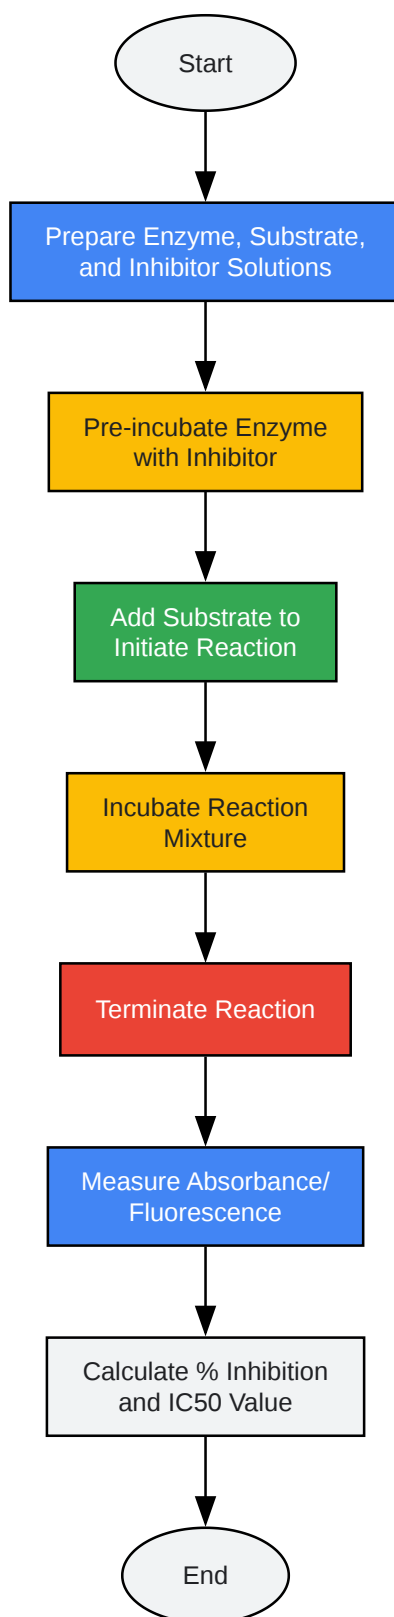 Start
Prepare Enzyme, Substrate,
and Inhibitor Solutions
Pre-incubate Enzyme
with Inhibitor
Add Substrate to
Initiate Reaction
Incubate Reaction
Mixture
Terminate Reaction
Measure Absorbance/
Fluorescence
Calculate % Inhibition
and IC50 Value
End